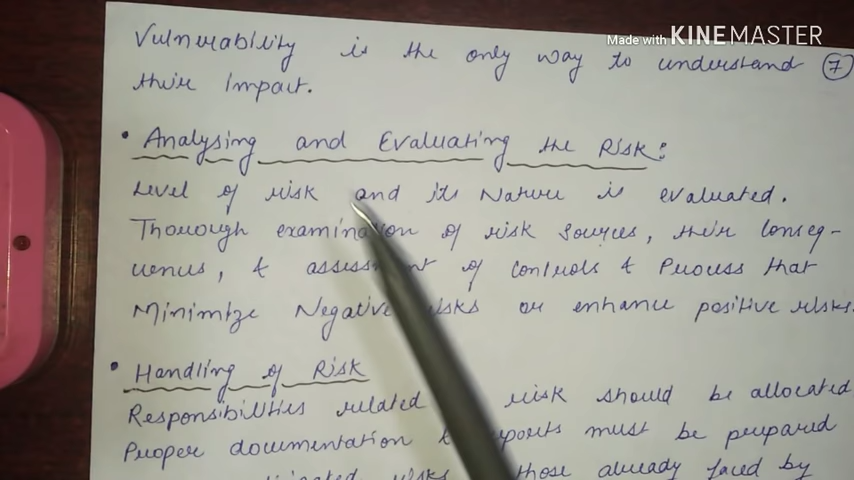 Made with KINEMASTER
Vulnerability is the only way to understand 7
their impact.
• Analysing and Evaluating the Risk:
Level of risk and its Nature is evaluated.
Thorough examination of risk sources, their conseq-
uences, & of controls & Process that
Minimize Negative risks or enhance positive risks.
• Handling of Risk
Responsibilities related risk should be allocated
Proper documentation must be prepared
risks those already faced by